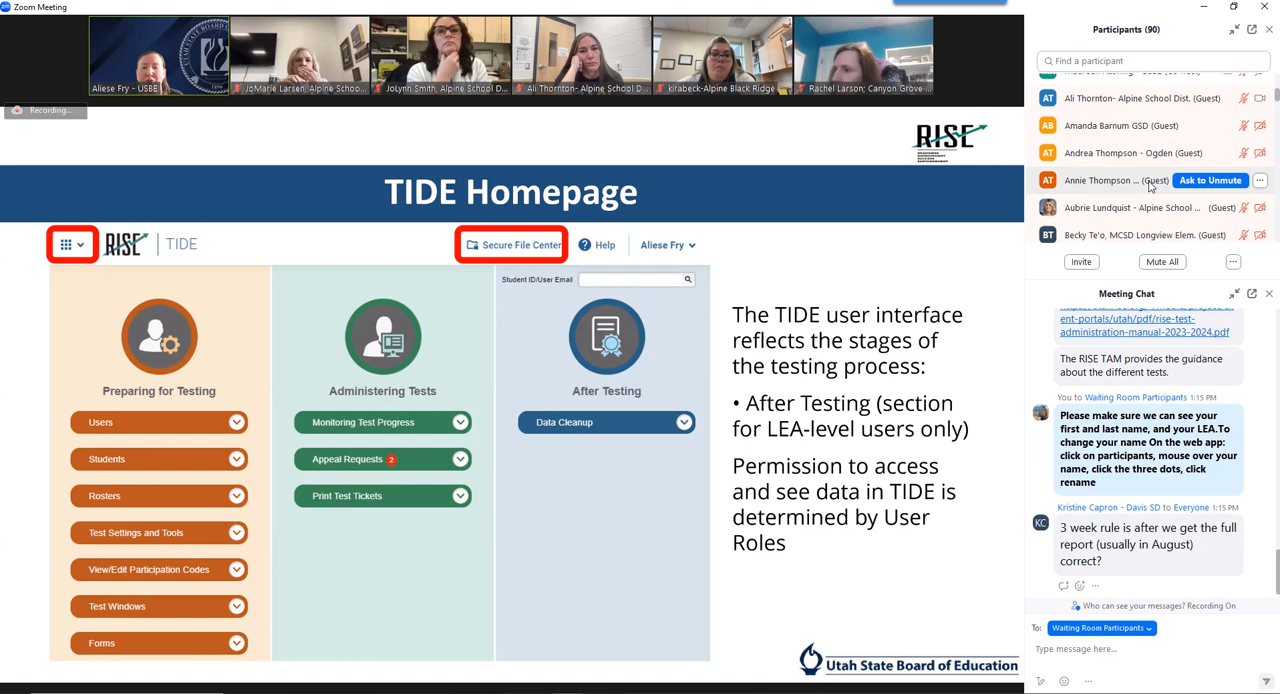 Zoom Meeting
Aliese Fry - USBE
JoMarie Larsen, Alpine Schoo...
JoLynn Smith, Alpine School D...
Ali Thornton- Alpine School D...
kirabeck-Alpine Black Ridge
Rachel Larson; Canyon Grove ...
Recording...
RISE
TIDE Homepage
RISE TIDE
Secure File Center
Help
Aliese Fry
Student ID/User Email
Preparing for Testing
Users
Students
Rosters
Test Settings and Tools
View/Edit Participation Codes
Test Windows
Forms
Administering Tests
Monitoring Test Progress
Appeal Requests 2
Print Test Tickets
After Testing
Data Cleanup
The TIDE user interface
reflects the stages of
the testing process:
• After Testing (section
for LEA-level users only)
Permission to access
and see data in TIDE is
determined by User
Roles
Utah State Board of Education
Participants (90)
Find a participant
AT Ali Thornton- Alpine School Dist. (Guest)
AB Amanda Barnum GSD (Guest)
AT Andrea Thompson - Ogden (Guest)
AT Annie Thompson ... (Guest) Ask to Unmute ...
Aubrie Lundquist - Alpine School ... (Guest)
BT Becky Te'o, MCSD Longview Elem. (Guest)
Invite
Mute All
...
Meeting Chat
ent-portals/utah/pdf/rise-test-
administration-manual-2023-2024.pdf
The RISE TAM provides the guidance
about the different tests.
You to Waiting Room Participants 1:15 PM
Please make sure we can see your
first and last name, and your LEA.To
change your name On the web app:
click on participants, mouse over your
name, click the three dots, click
rename
Kristine Capron - Davis SD to Everyone 1:15 PM
KC
3 week rule is after we get the full
report (usually in August)
correct?
...
Who can see your messages? Recording On
To: Waiting Room Participants
Type message here...
...